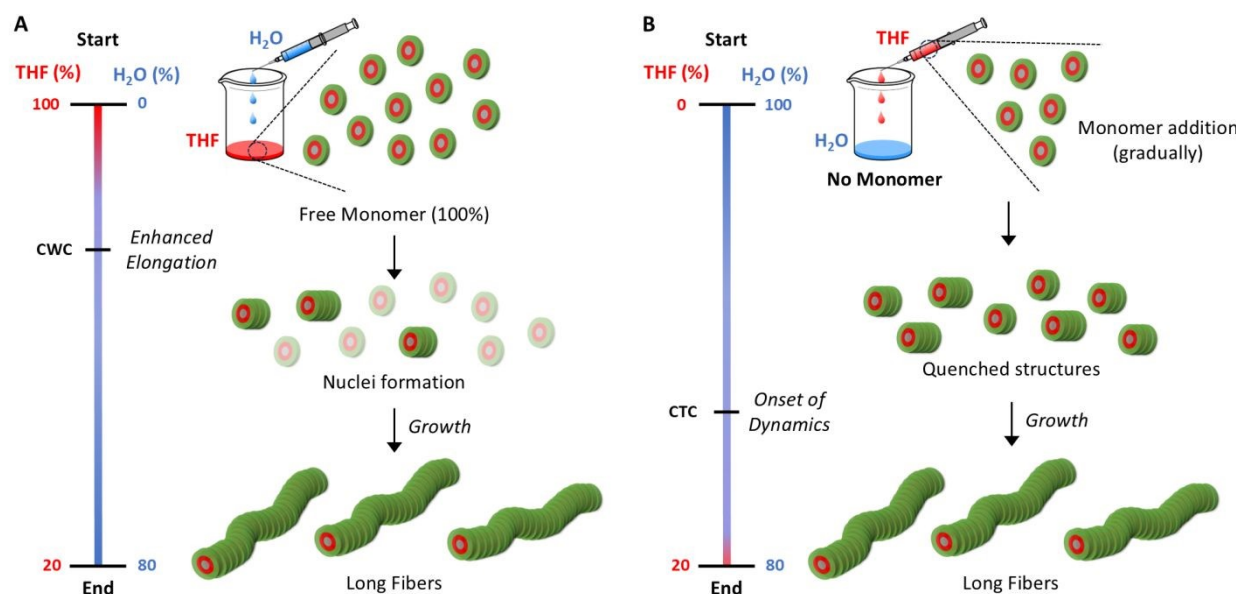 A
Start
THF (%)
H₂O (%)
100
0
H₂O
THF
Free Monomer (100%)
CWC
Enhanced
Elongation
Nuclei formation
Growth
Long Fibers
20
80
End
B
Start
THF (%)
H₂O (%)
0
100
THF
H₂O
No Monomer
Monomer addition
(gradually)
Quenched structures
CTC
Onset of
Dynamics
Growth
Long Fibers
20
80
End